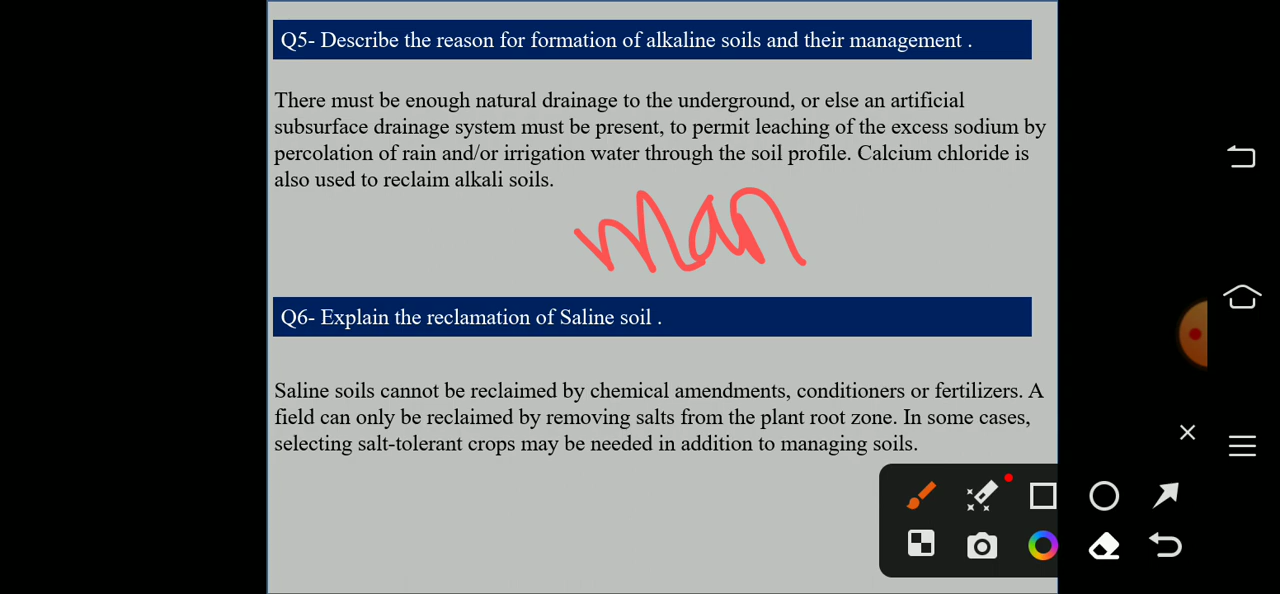 Q5- Describe the reason for formation of alkaline soils and their management .
There must be enough natural drainage to the underground, or else an artificial
subsurface drainage system must be present, to permit leaching of the excess sodium by
percolation of rain and/or irrigation water through the soil profile. Calcium chloride is
also used to reclaim alkali soils.
Man
Q6- Explain the reclamation of Saline soil .
Saline soils cannot be reclaimed by chemical amendments, conditioners or fertilizers. A
field can only be reclaimed by removing salts from the plant root zone. In some cases,
selecting salt-tolerant crops may be needed in addition to managing soils.